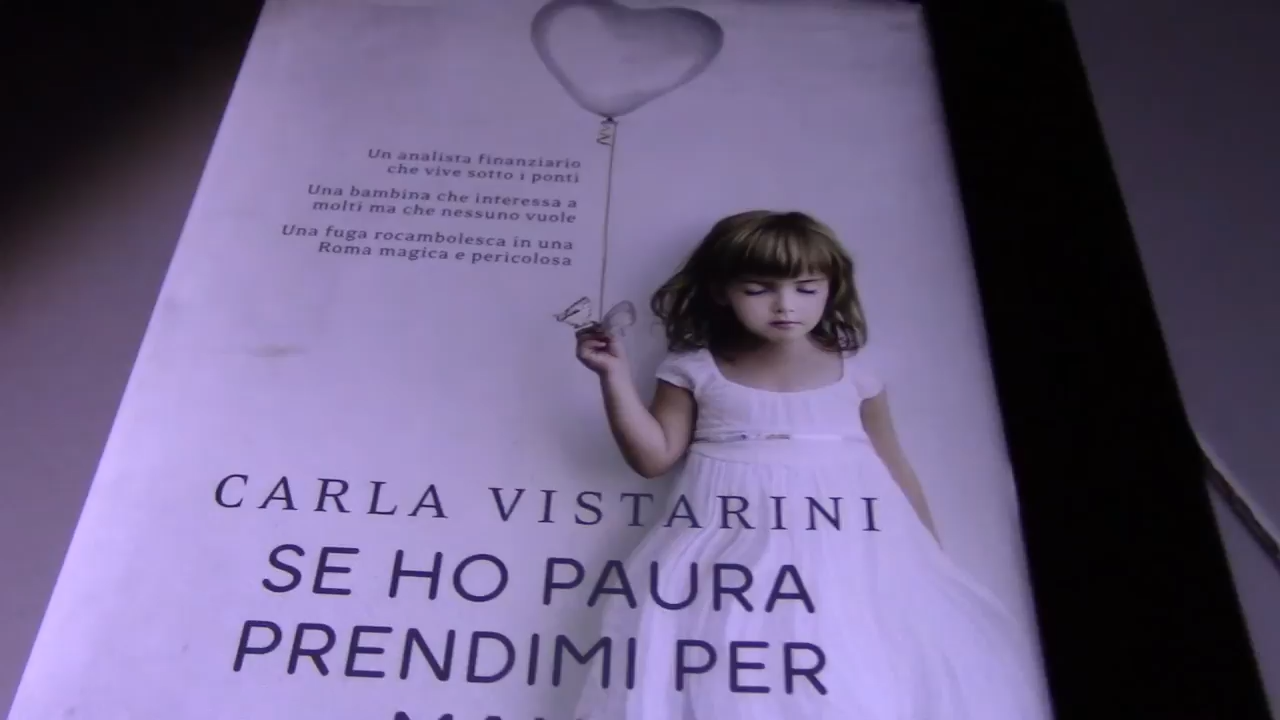 Un analista finanziario
che vive sotto i ponti
Una bambina che interessa a
molti ma che nessuno vuole
Una fuga rocambolesca in una
Roma magica e pericolosa
CARLA VISTARINI
SE HO PAURA
PRENDIMI PER